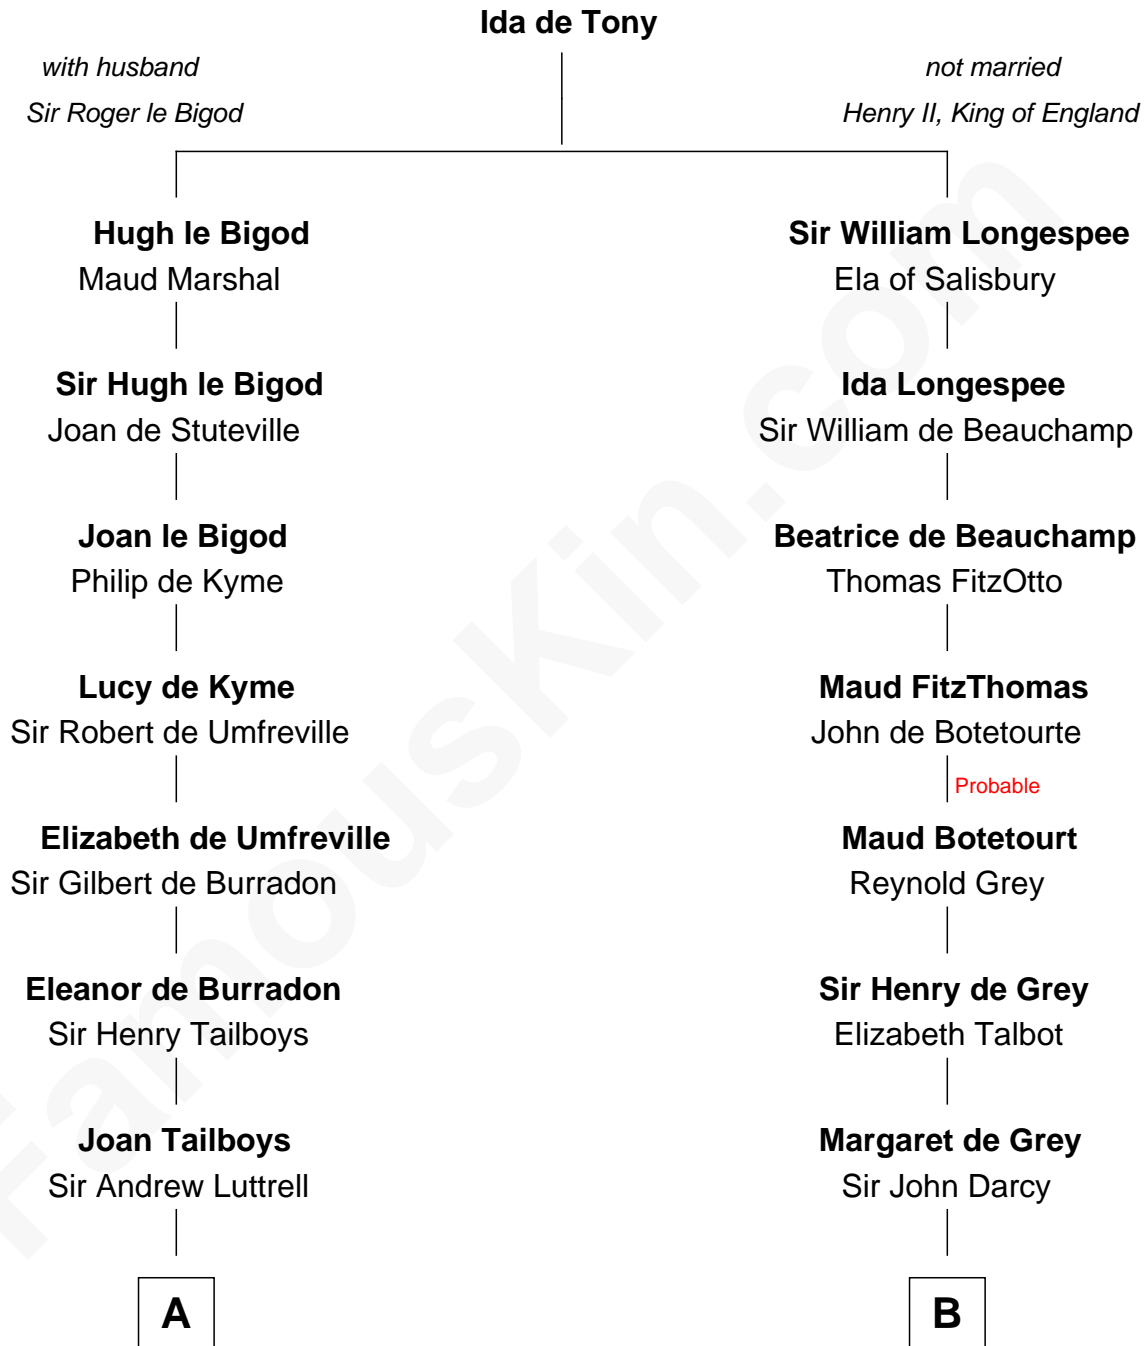 Ida de Tony
with husband
Sir Roger le Bigod
not married
Henry II, King of England
Hugh le Bigod
Maud Marshal
Sir William Longespee
Ela of Salisbury
Sir Hugh le Bigod
Joan de Stuteville
Ida Longespee
Sir William de Beauchamp
Joan le Bigod
Philip de Kyme
Beatrice de Beauchamp
Thomas FitzOtto
Lucy de Kyme
Sir Robert de Umfreville
Maud FitzThomas
John de Botetourte
Probable
Elizabeth de Umfreville
Sir Gilbert de Burradon
Maud Botetourt
Reynold Grey
Eleanor de Burradon
Sir Henry Tailboys
Sir Henry de Grey
Elizabeth Talbot
Joan Tailboys
Sir Andrew Luttrell
Margaret de Grey
Sir John Darcy
A
B
FamousKin.com